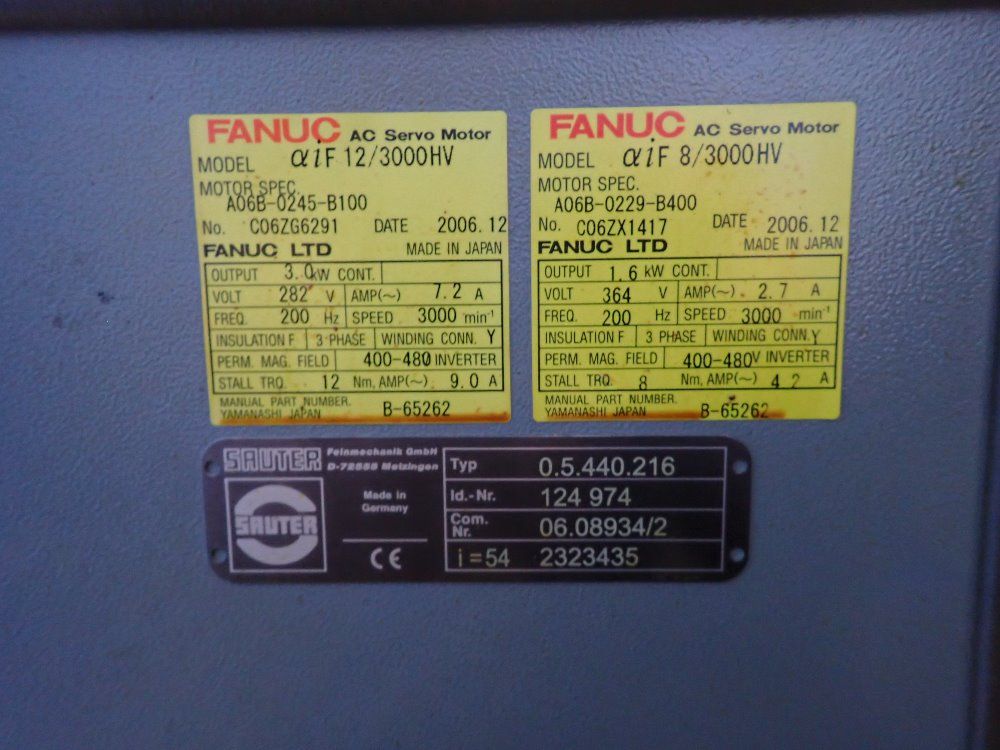 FANUC AC Servo Motor
MODEL αiF 12/3000HV
MOTOR SPEC.
A06B-0245-B100
No. C06ZG6291 DATE 2006.12
FANUC LTD MADE IN JAPAN
OUTPUT 3.0kW CONT.
VOLT 282 V AMP(~) 7.2 A
FREQ. 200 Hz SPEED 3000 min⁻¹
INSULATION F 3 PHASE WINDING CONN. Y
PERM. MAG. FIELD 400-480 INVERTER
STALL TRQ. 12 Nm, AMP(~) 9.0 A
MANUAL PART NUMBER.
YAMANASHI JAPAN B-65262
FANUC AC Servo Motor
MODEL αiF 8/3000HV
MOTOR SPEC.
A06B-0229-B400
No. C06ZX1417 DATE 2006.12
FANUC LTD MADE IN JAPAN
OUTPUT 1.6 kW CONT.
VOLT 364 V AMP(~) 2.7 A
FREQ. 200 Hz SPEED 3000 min⁻¹
INSULATION F 3 PHASE WINDING CONN. Y
PERM. MAG. FIELD 400-480V INVERTER
STALL TRQ. 8 Nm, AMP(~) 4.2 A
MANUAL PART NUMBER.
YAMANASHI JAPAN B-65262
SAUTER Feinmechanik GmbH
D-72555 Metzingen
SAUTER
Made in
Germany
CE
Typ 0.5.440.216
Id.-Nr. 124 974
Com. Nr. 06.08934/2
i=54 2323435